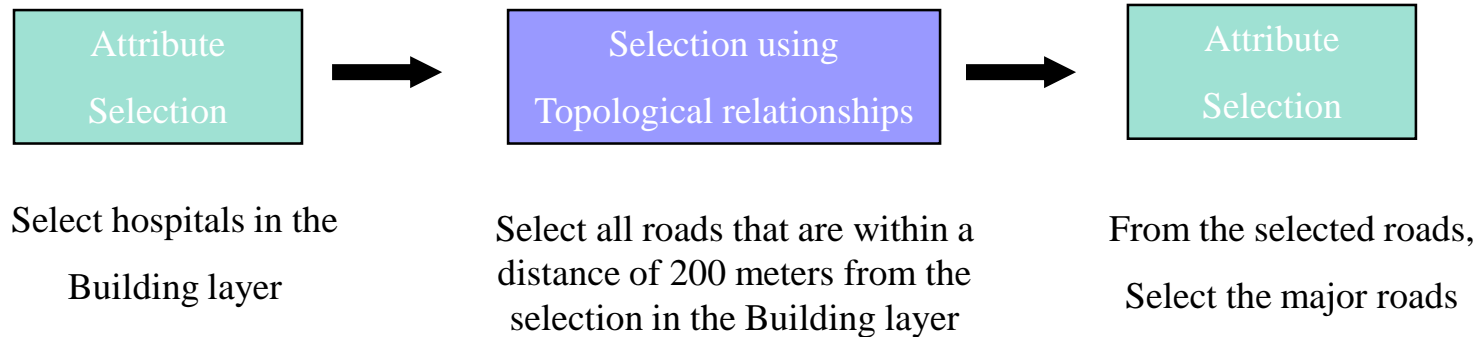 Attribute
Selection
Selection using
Topological relationships
Attribute
Selection
Select hospitals in the
Building layer
Select all roads that are within a
distance of 200 meters from the
selection in the Building layer
From the selected roads,
Select the major roads